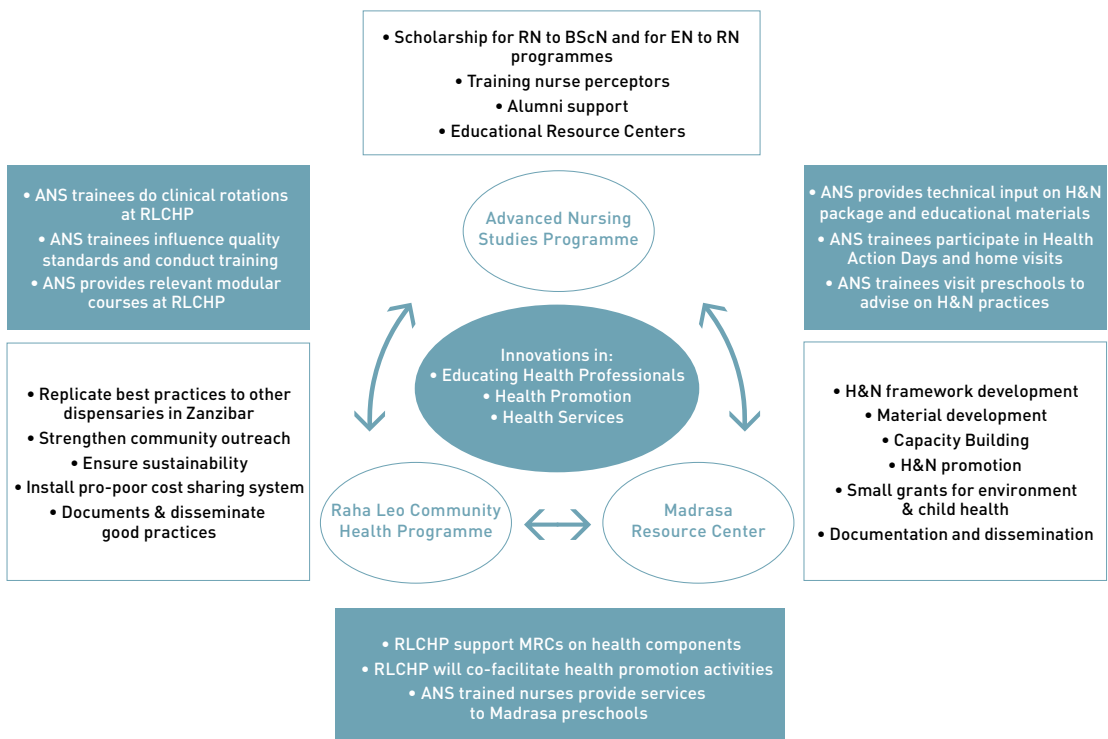 • Scholarship for RN to BScN and for EN to RN
programmes
• Training nurse perceptors
• Alumni support
• Educational Resource Centers
• ANS trainees do clinical rotations
at RLCHP
• ANS trainees influence quality
standards and conduct training
• ANS provides relevant modular
courses at RLCHP
Advanced Nursing
Studies Programme
• ANS provides technical input on H&N
package and educational materials
• ANS trainees participate in Health
Action Days and home visits
• ANS trainees visit preschools to
advise on H&N practices
• Replicate best practices to other
dispensaries in Zanzibar
• Strengthen community outreach
• Ensure sustainability
• Install pro-poor cost sharing system
• Documents & disseminate
good practices
Innovations in:
• Educating Health Professionals
• Health Promotion
• Health Services
• H&N framework development
• Material development
• Capacity Building
• H&N promotion
• Small grants for environment
& child health
• Documentation and dissemination
Raha Leo Community
Health Programme
Madrasa
Resource Center
• RLCHP support MRCs on health components
• RLCHP will co-facilitate health promotion activities
• ANS trained nurses provide services
to Madrasa preschools